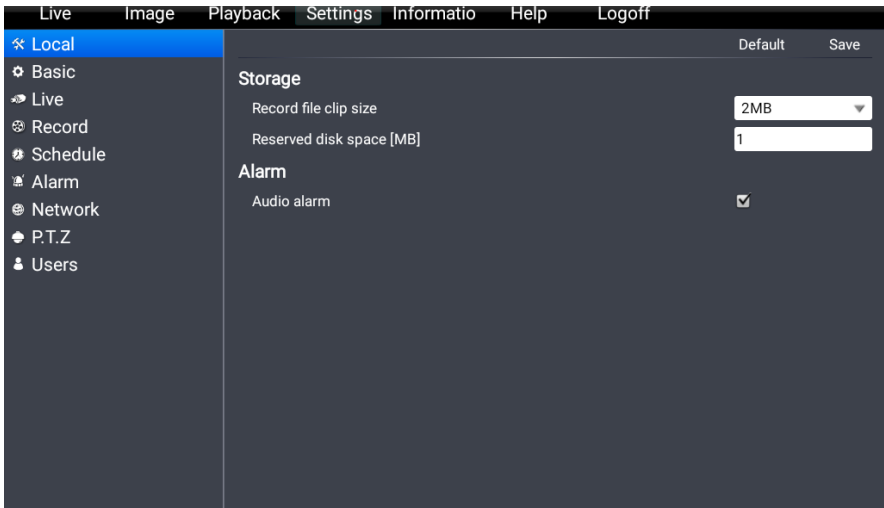 Live Image Playback Settings Informatio Help Logoff
Local
Default Save
Basic
Live
Record
Schedule
Alarm
Network
P.T.Z
Users
Storage
Record file clip size 2MB
Reserved disk space [MB] 1
Alarm
Audio alarm